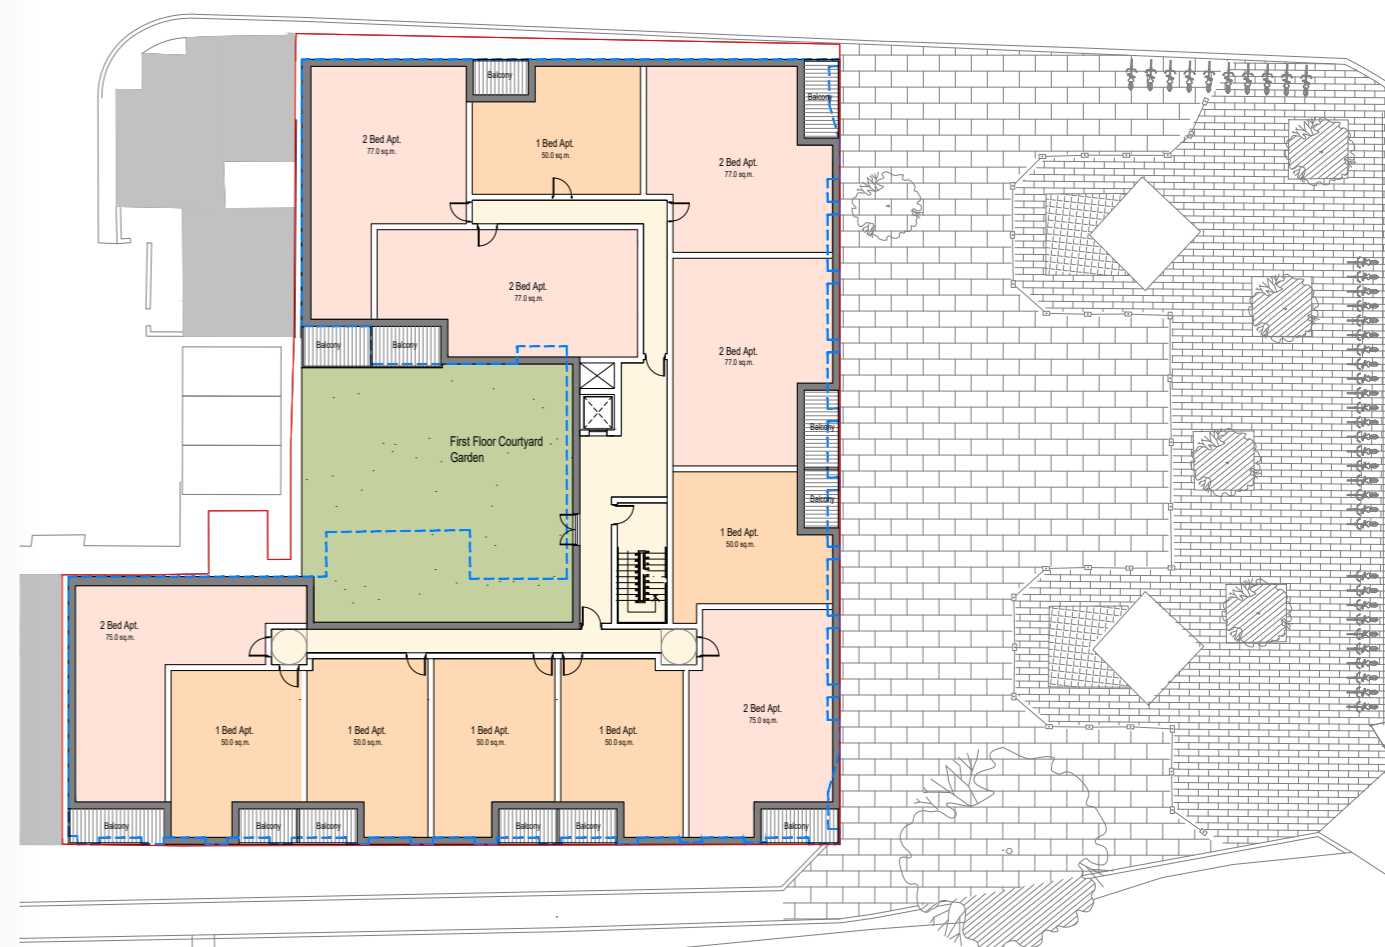 Balcony
Balcony
2 Bed Apt.
77.0 sq.m.
1 Bed Apt.
50.0 sq.m.
2 Bed Apt.
77.0 sq.m.
2 Bed Apt.
77.0 sq.m.
Balcony
Balcony
2 Bed Apt.
77.0 sq.m.
Balcony
First Floor Courtyard
Garden
Balcony
1 Bed Apt.
50.0 sq.m.
2 Bed Apt.
75.0 sq.m.
2 Bed Apt.
75.0 sq.m.
1 Bed Apt.
50.0 sq.m.
1 Bed Apt.
50.0 sq.m.
1 Bed Apt.
50.0 sq.m.
1 Bed Apt.
50.0 sq.m.
Balcony
Balcony
Balcony
Balcony
Balcony
Balcony